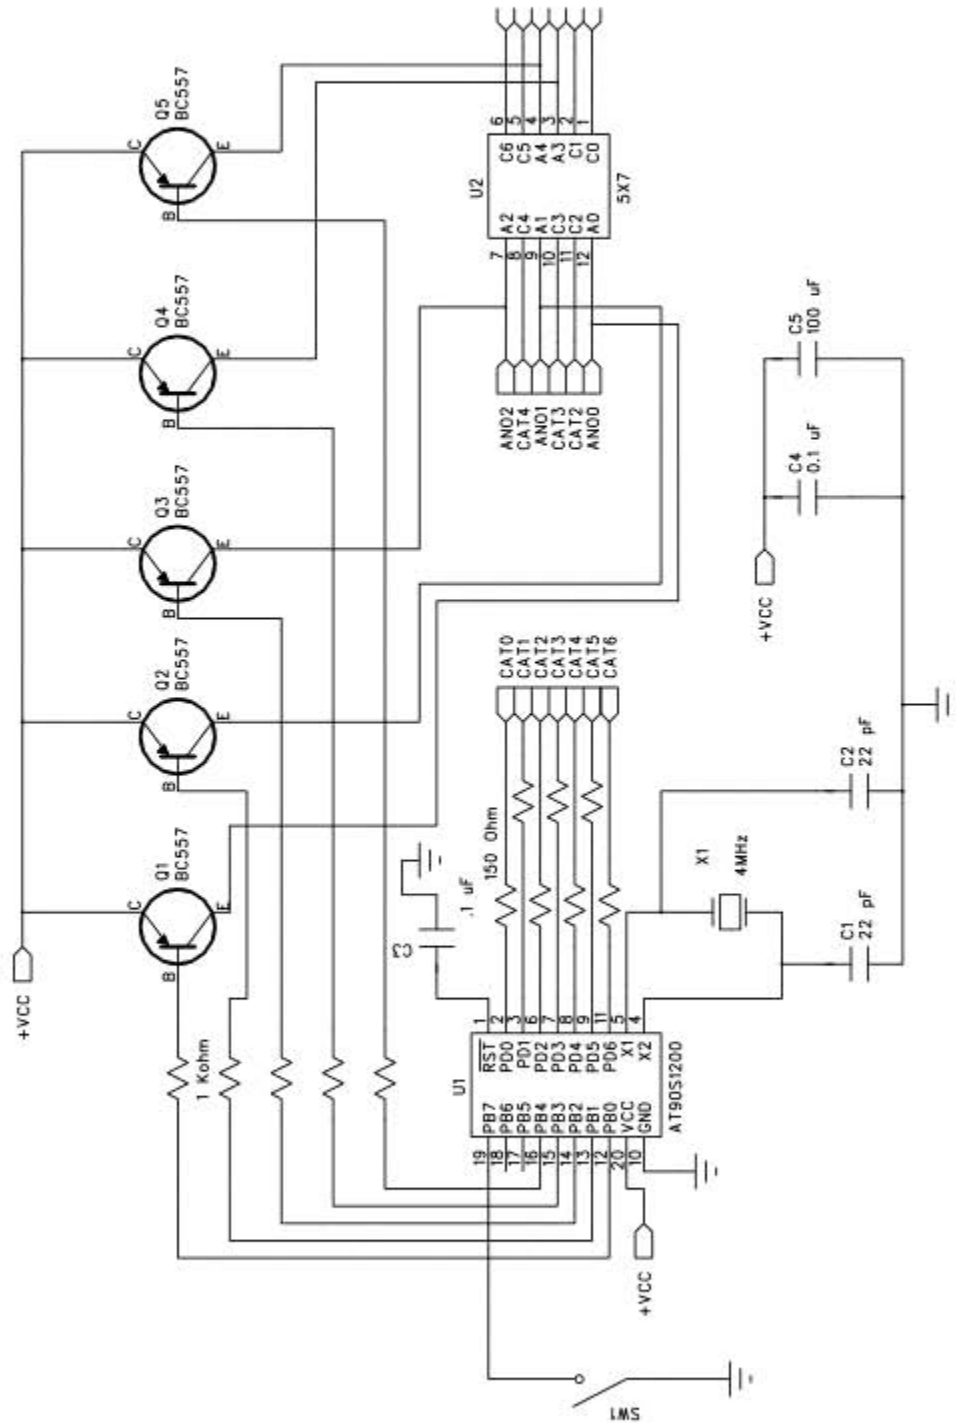 +VCC
Q1
BC557
Q2
BC557
Q3
BC557
Q4
BC557
Q5
BC557
C
B
E
C
B
E
C
B
E
C
B
E
C
B
E
1 Kohm
U1
AT90S1200
19 PB7
18 PB6
17 PB5
16 PB4
15 PB3
14 PB2
13 PB1
12 PB0
20 VCC
10 GND
RST 1
PD0 2
PD1 3
PD2 6
PD3 7
PD4 8
PD5 9
PD6 11
X1 5
X2 4
C3
.1 uF
150 Ohm
CAT0
CAT1
CAT2
CAT3
CAT4
CAT5
CAT6
U2
5X7
7 A2
8 C4
9 A1
10 C3
11 C2
12 A0
C6 6
C5 5
A4 4
A3 3
C1 2
C0 1
ANO2
CAT4
ANO1
CAT3
CAT2
ANO0
X1
4MHz
C1
22 pF
C2
22 pF
+VCC
C4
0.1 uF
C5
100 uF
+VCC
SW1